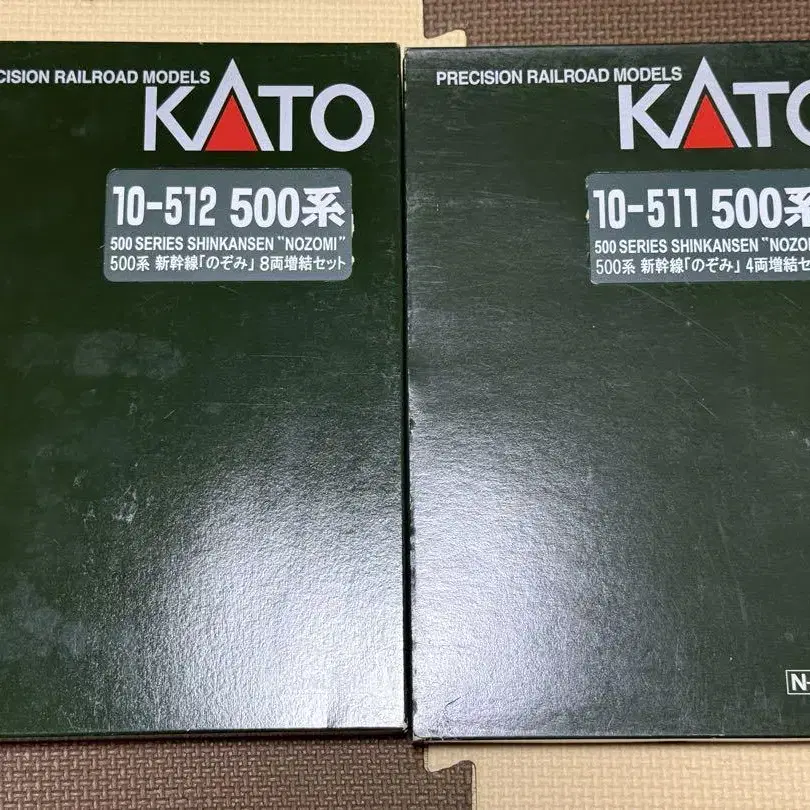 CISION RAILROAD MODELS
KATO
10-512 500系
500 SERIES SHINKANSEN "NOZOMI"
500系 新幹線「のぞみ」8両増結セット
PRECISION RAILROAD MODELS
KATO
10-511 500系
500 SERIES SHINKANSEN "NOZO
500系 新幹線「のぞみ」4両増結セ
N-